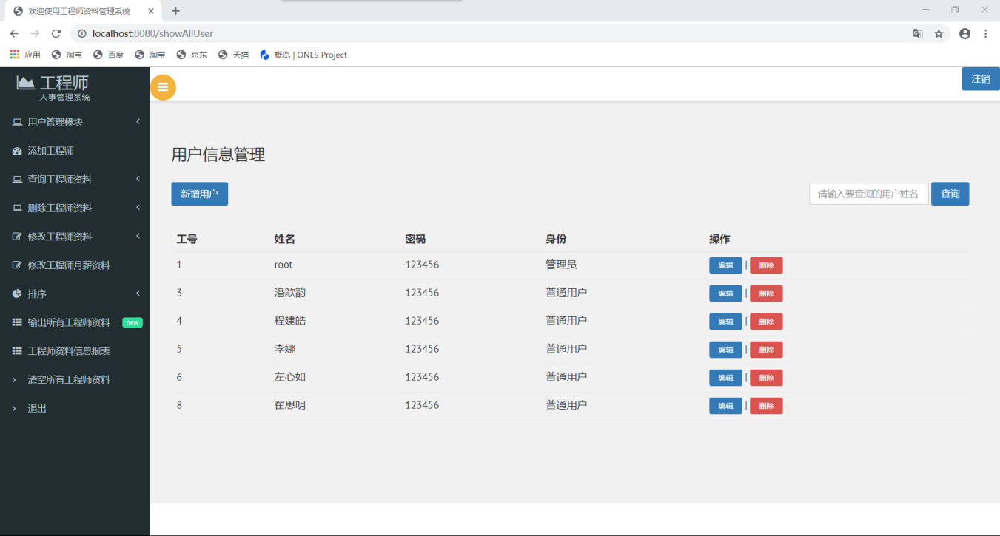 欢迎使用工程师资料管理系统
localhost:8080/showAllUser
应用 淘宝 百度 淘宝 京东 天猫 概览 | ONES Project
工程师
人事管理系统
注销
用户管理模块
添加工程师
查询工程师资料
删除工程师资料
修改工程师资料
修改工程师月薪资料
排序
输出所有工程师资料 new
工程师资料信息报表
清空所有工程师资料
退出
用户信息管理
新增用户 请输入要查询的用户姓名 查询
工号 姓名 密码 身份 操作
1 root 123456 管理员 编辑 | 删除
3 潘歆韵 123456 普通用户 编辑 | 删除
4 程建皓 123456 普通用户 编辑 | 删除
5 李娜 123456 普通用户 编辑 | 删除
6 左心如 123456 普通用户 编辑 | 删除
8 翟思明 123456 普通用户 编辑 | 删除